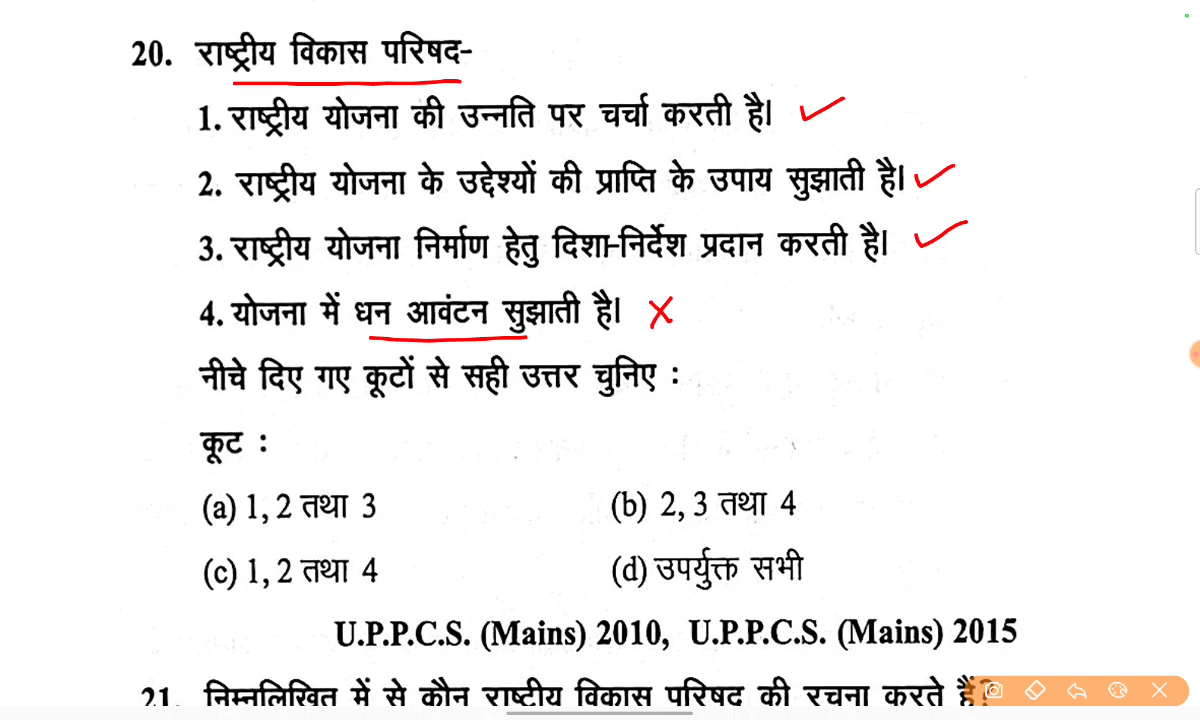 20. राष्ट्रीय विकास परिषद-
1. राष्ट्रीय योजना की उन्नति पर चर्चा करती है।
2. राष्ट्रीय योजना के उद्देश्यों की प्राप्ति के उपाय सुझाती है।
3. राष्ट्रीय योजना निर्माण हेतु दिशा-निर्देश प्रदान करती है।
4. योजना में धन आवंटन सुझाती है।
नीचे दिए गए कूटों से सही उत्तर चुनिए :
कूट :
(a) 1, 2 तथा 3 (b) 2, 3 तथा 4
(c) 1, 2 तथा 4 (d) उपर्युक्त सभी
U.P.P.C.S. (Mains) 2010, U.P.P.C.S. (Mains) 2015
21. निम्नलिखित में से कौन राष्ट्रीय विकास परिषद की रचना करते हैं?